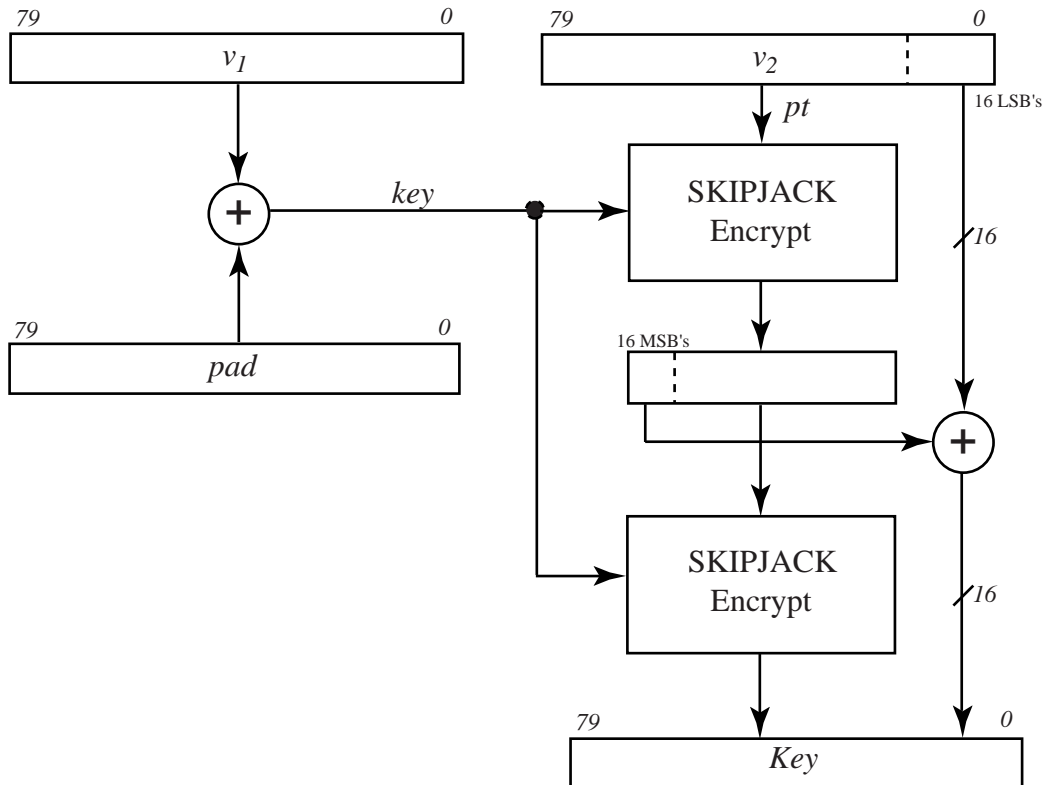 79 0
v1
79 0
v2
16 LSB's
pt
SKIPJACK
Encrypt
key
+
16
79 0
pad
16 MSB's
+
SKIPJACK
Encrypt
16
79 0
Key